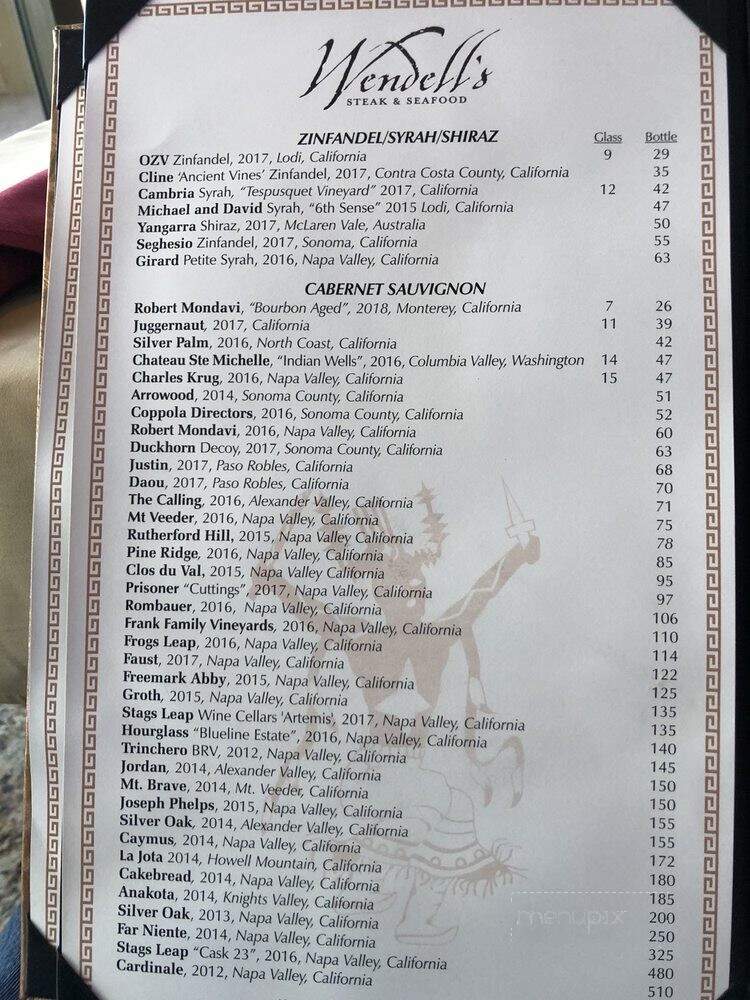 Wendell's
STEAK & SEAFOOD
ZINFANDEL/SYRAH/SHIRAZ Glass Bottle
OZV Zinfandel, 2017, Lodi, California 9 29
Cline 'Ancient Vines' Zinfandel, 2017, Contra Costa County, California 35
Cambria Syrah, "Tespusquet Vineyard" 2017, California 12 42
Michael and David Syrah, "6th Sense" 2015 Lodi, California 47
Yangarra Shiraz, 2017, McLaren Vale, Australia 50
Seghesio Zinfandel, 2017, Sonoma, California 55
Girard Petite Syrah, 2016, Napa Valley, California 63
CABERNET SAUVIGNON
Robert Mondavi, "Bourbon Aged", 2018, Monterey, California 7 26
Juggernaut, 2017, California 11 39
Silver Palm, 2016, North Coast, California 42
Chateau Ste Michelle, "Indian Wells", 2016, Columbia Valley, Washington 14 47
Charles Krug, 2016, Napa Valley, California 15 47
Arrowood, 2014, Sonoma County, California 51
Coppola Directors, 2016, Sonoma County, California 52
Robert Mondavi, 2016, Napa Valley, California 60
Duckhorn Decoy, 2017, Sonoma County, California 63
Justin, 2017, Paso Robles, California 68
Daou, 2017, Paso Robles, California 70
The Calling, 2016, Alexander Valley, California 71
Mt Veeder, 2016, Napa Valley, California 75
Rutherford Hill, 2015, Napa Valley California 78
Pine Ridge, 2016, Napa Valley, California 85
Clos du Val, 2015, Napa Valley California 95
Prisoner "Cuttings", 2017, Napa Valley, California 97
Rombauer, 2016, Napa Valley, California 106
Frank Family Vineyards, 2016, Napa Valley, California 110
Frogs Leap, 2016, Napa Valley, California 114
Faust, 2017, Napa Valley, California 122
Freemark Abby, 2015, Napa Valley, California 125
Groth, 2015, Napa Valley, California 135
Stags Leap Wine Cellars 'Artemis', 2017, Napa Valley, California 135
Hourglass "Blueline Estate", 2016, Napa Valley, California 140
Trinchero BRV, 2012, Napa Valley, California 145
Jordan, 2014, Alexander Valley, California 150
Mt. Brave, 2014, Mt. Veeder, California 150
Joseph Phelps, 2015, Napa Valley, California 155
Silver Oak, 2014, Alexander Valley, California 155
Caymus, 2014, Napa Valley, California 172
La Jota 2014, Howell Mountain, California 180
Cakebread, 2014, Napa Valley, California 185
Anakota, 2014, Knights Valley, California 200
Silver Oak, 2013, Napa Valley, California 250
Far Niente, 2014, Napa Valley, California 325
Stags Leap "Cask 23", 2016, Napa Valley, California 480
Cardinale, 2012, Napa Valley, California 510
menupix